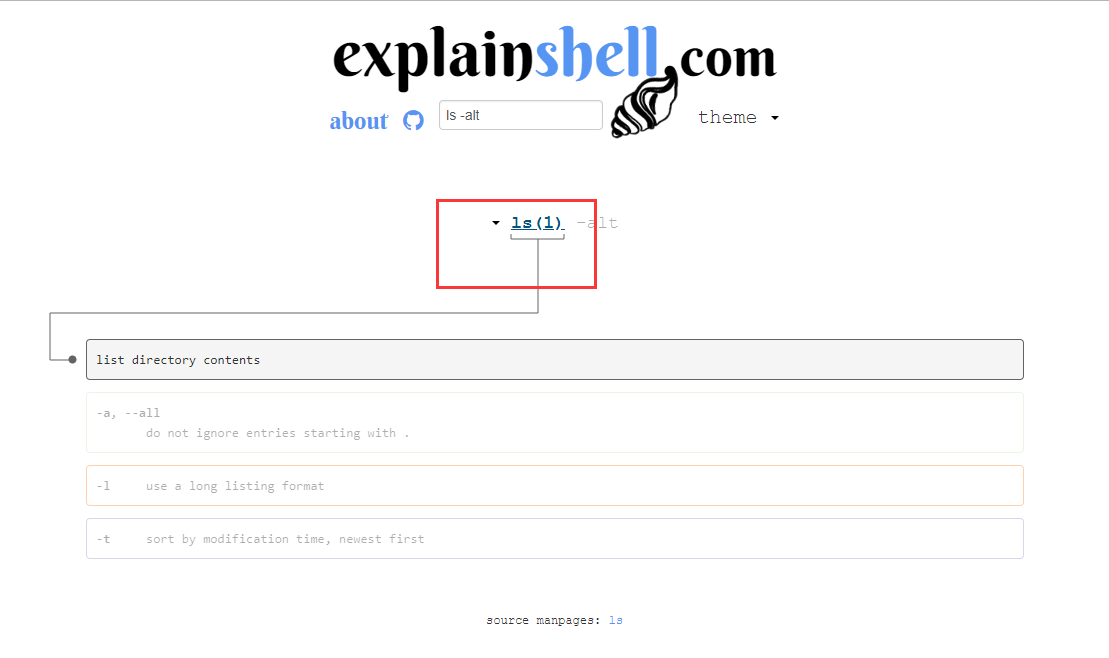 explainshell.com
about ls -alt theme
ls(1) -alt
list directory contents
-a, --all
do not ignore entries starting with .
-l use a long listing format
-t sort by modification time, newest first
source manpages: ls